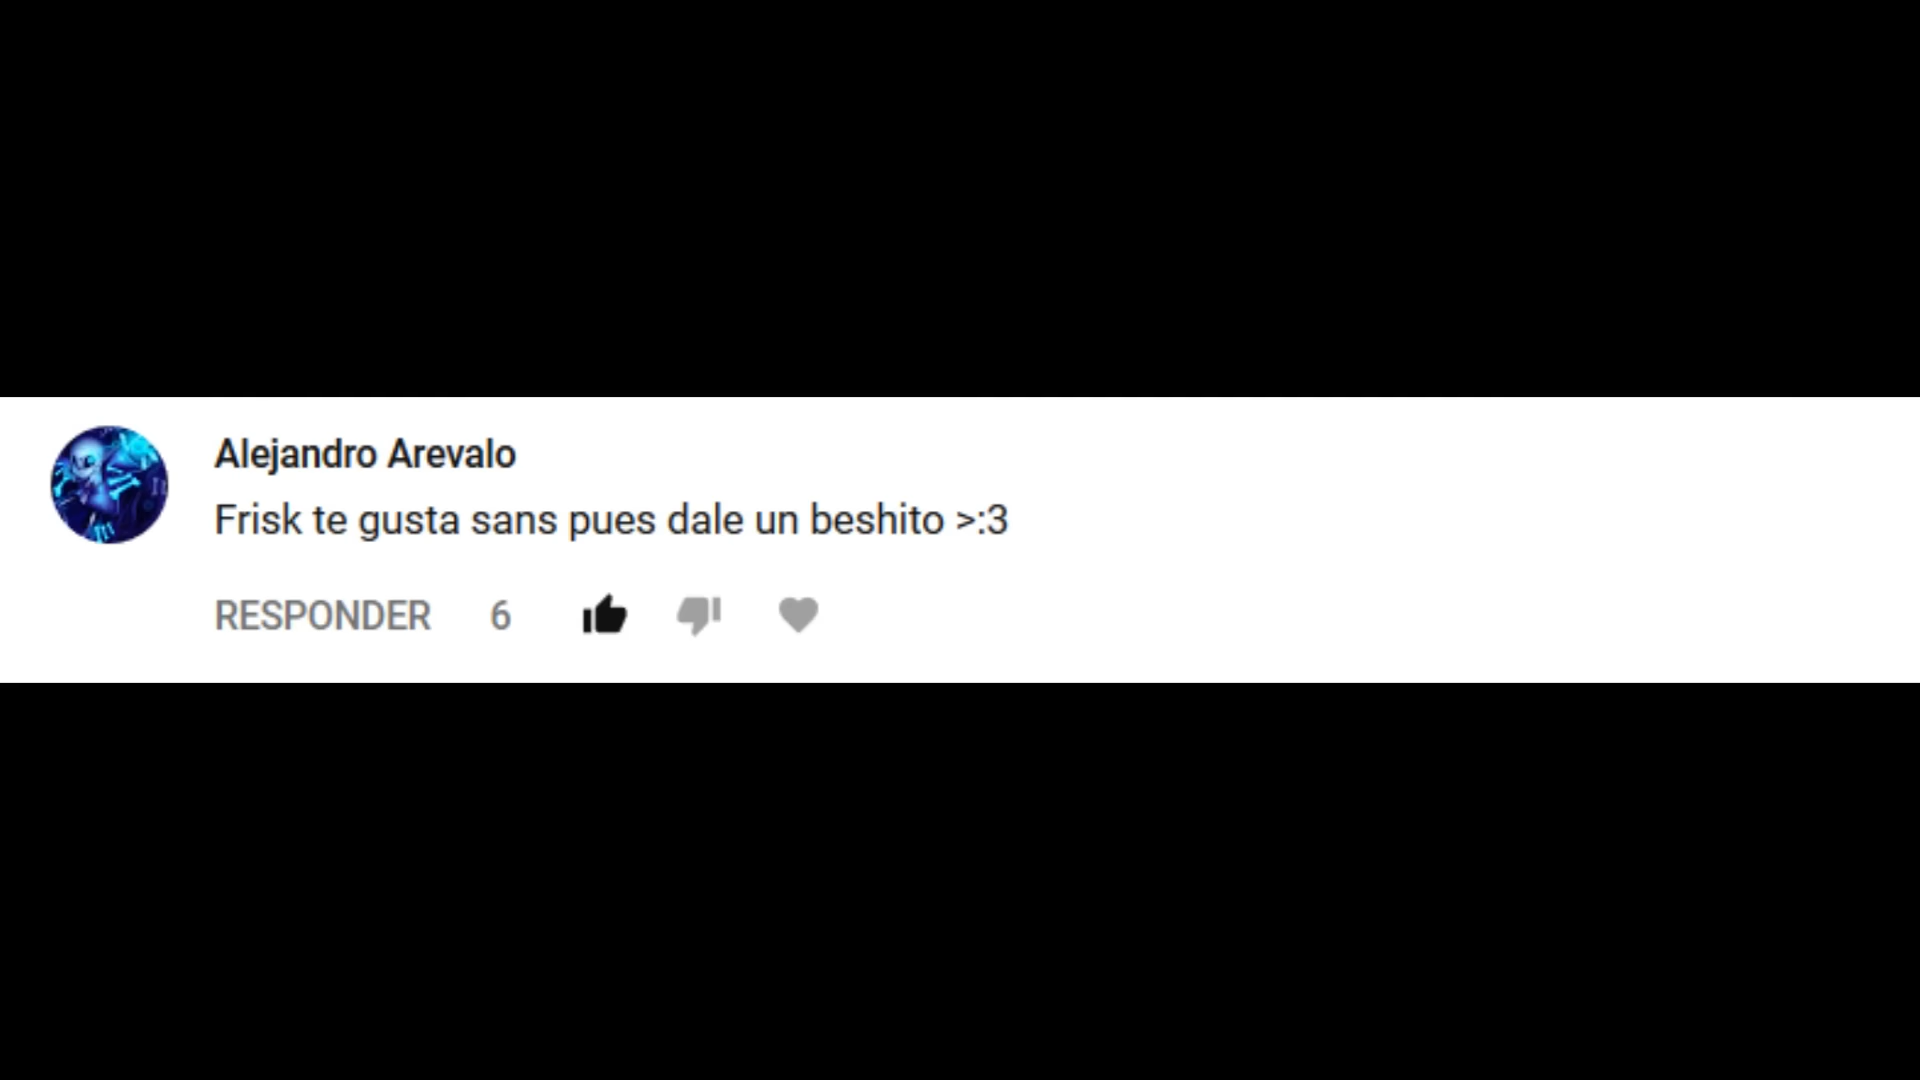 Alejandro Arevalo
Frisk te gusta sans pues dale un beshito >:3
RESPONDER 6